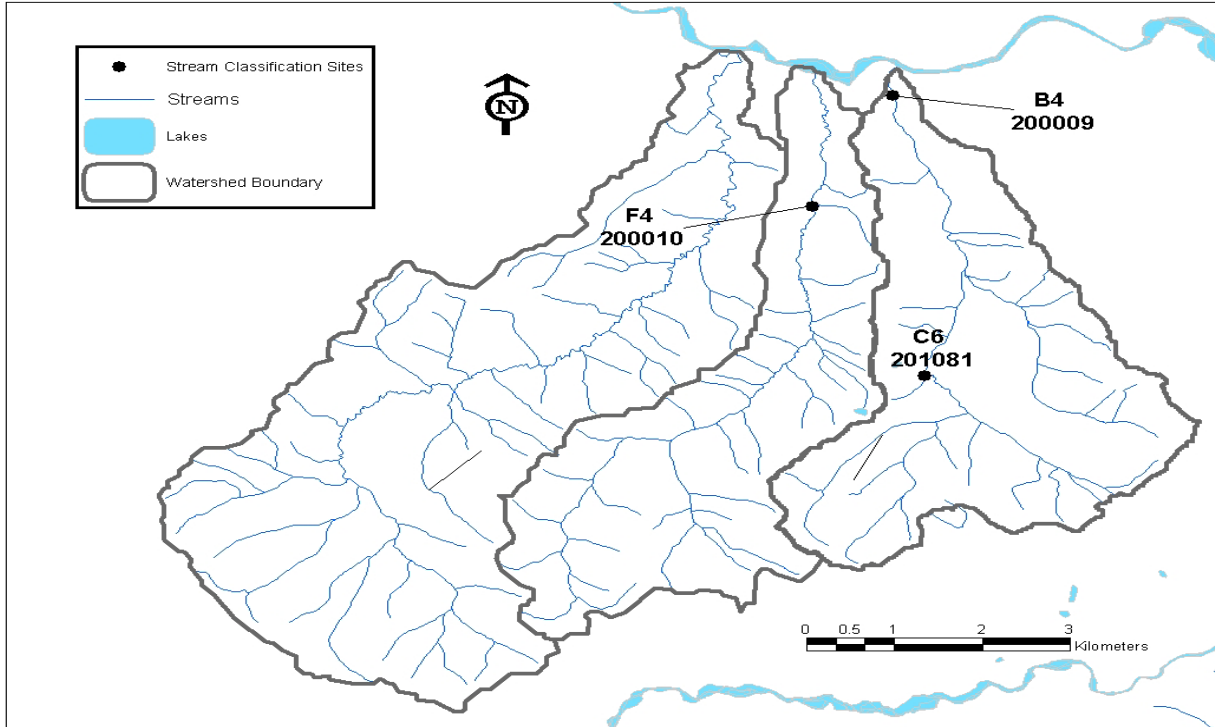 Stream Classification Sites
Streams
Lakes
Watershed Boundary
N
B4
200009
F4
200010
C6
201081
0 0.5 1 2 3
Kilometers